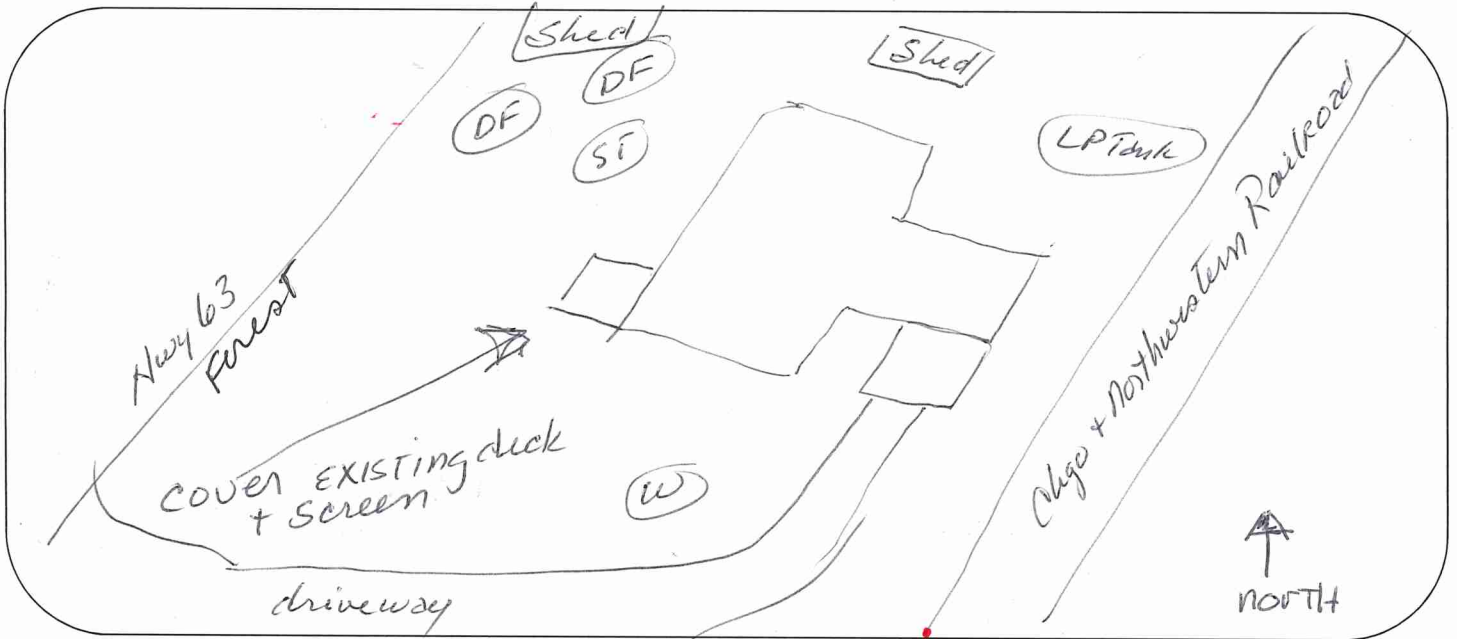 Shed
Shed
DF
DF
ST
LP Tank
Hwy 63
Forest
Chgo + Northwestern Railroad
COVER EXISTING deck
+ Screen
W
NORTH
driveway